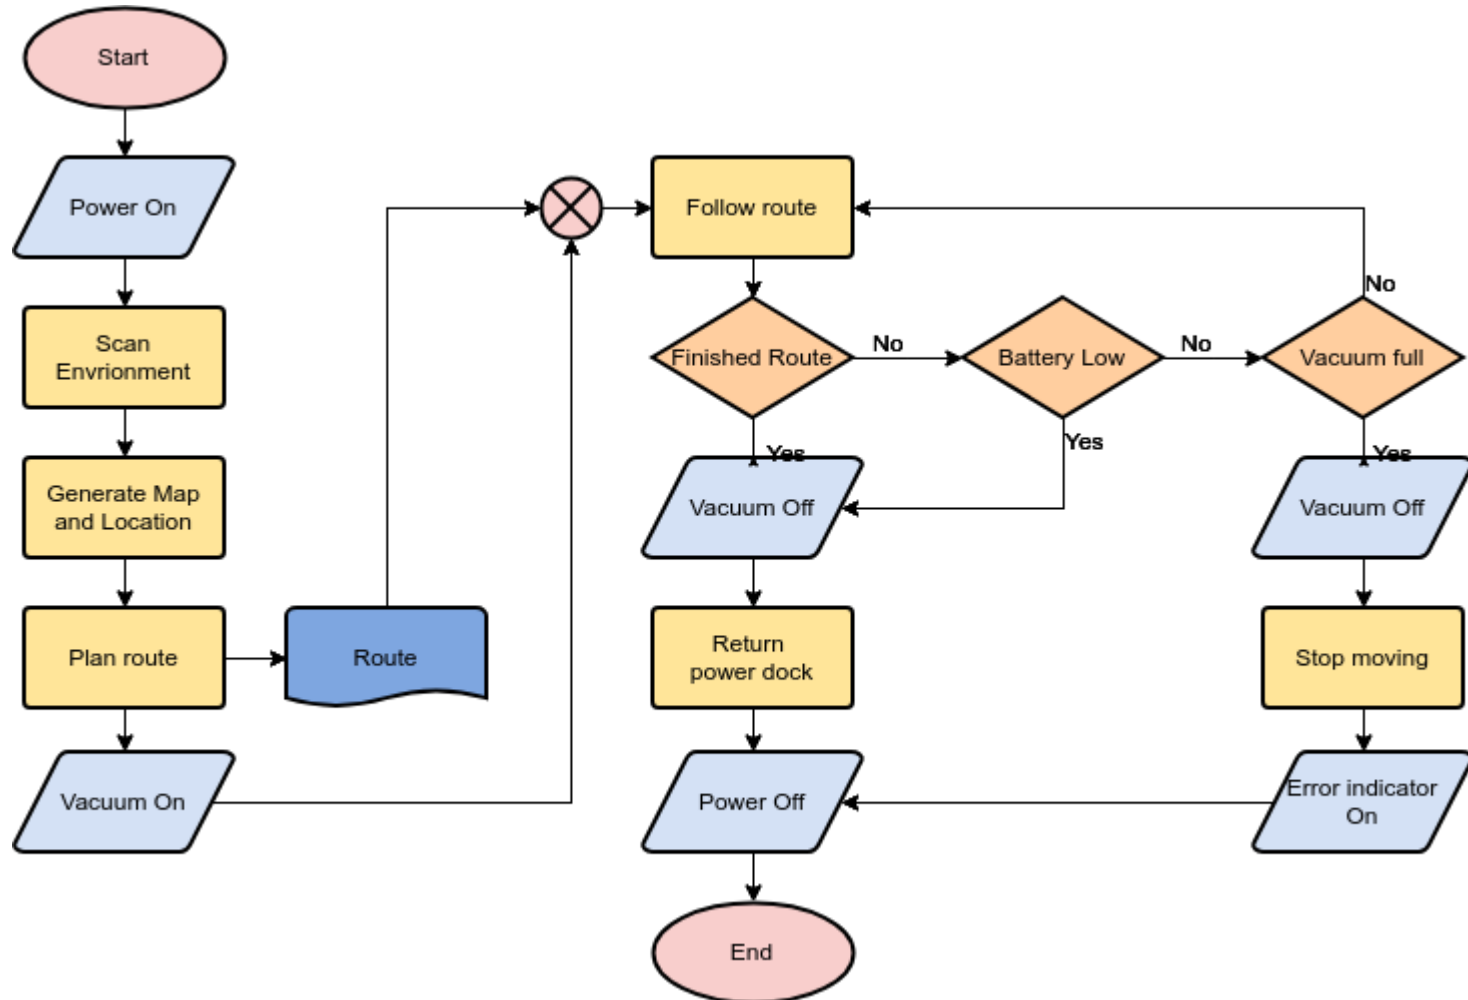 Start
Power On
Scan
Envrionment
Generate Map
and Location
Plan route
Route
Vacuum On
Follow route
Finished Route
No
Battery Low
No
Vacuum full
No
Yes
Yes
Yes
Vacuum Off
Vacuum Off
Return
power dock
Stop moving
Power Off
Error indicator
On
End